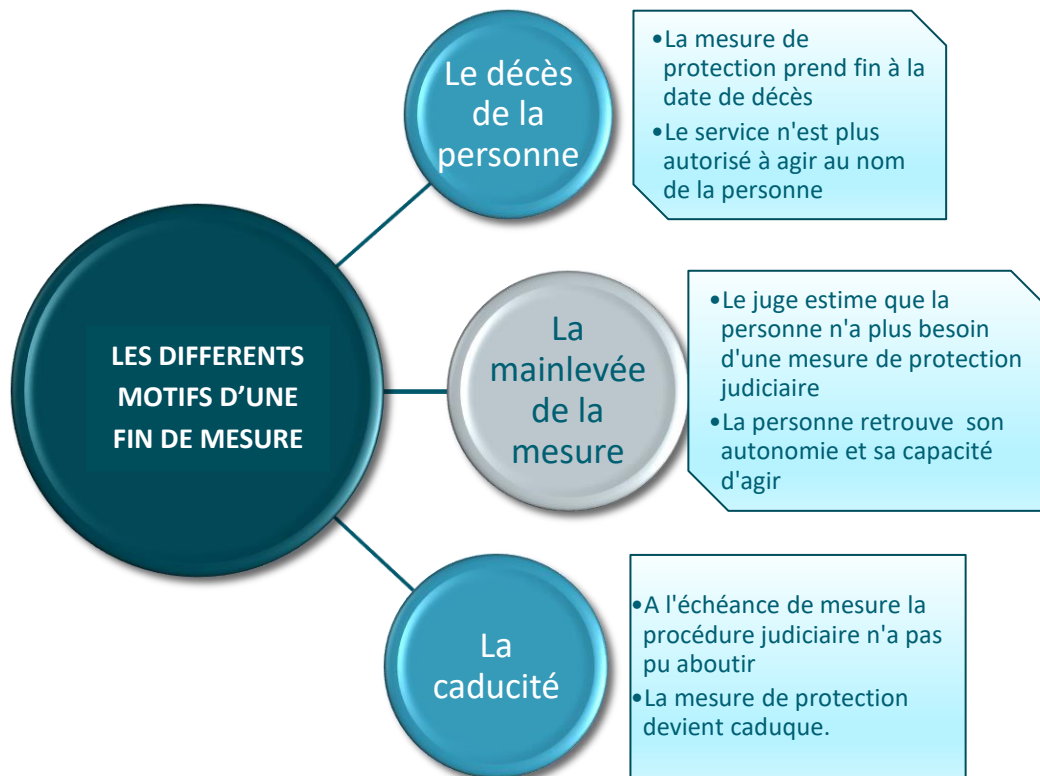 LES DIFFERENTS
MOTIFS D’UNE
FIN DE MESURE
Le décès
de la
personne
•La mesure de
protection prend fin à la
date de décès
•Le service n'est plus
autorisé à agir au nom
de la personne
La
mainlevée
de la
mesure
•Le juge estime que la
personne n'a plus besoin
d'une mesure de protection
judiciaire
•La personne retrouve son
autonomie et sa capacité
d'agir
La
caducité
•A l'échéance de mesure la
procédure judiciaire n'a pas
pu aboutir
•La mesure de protection
devient caduque.